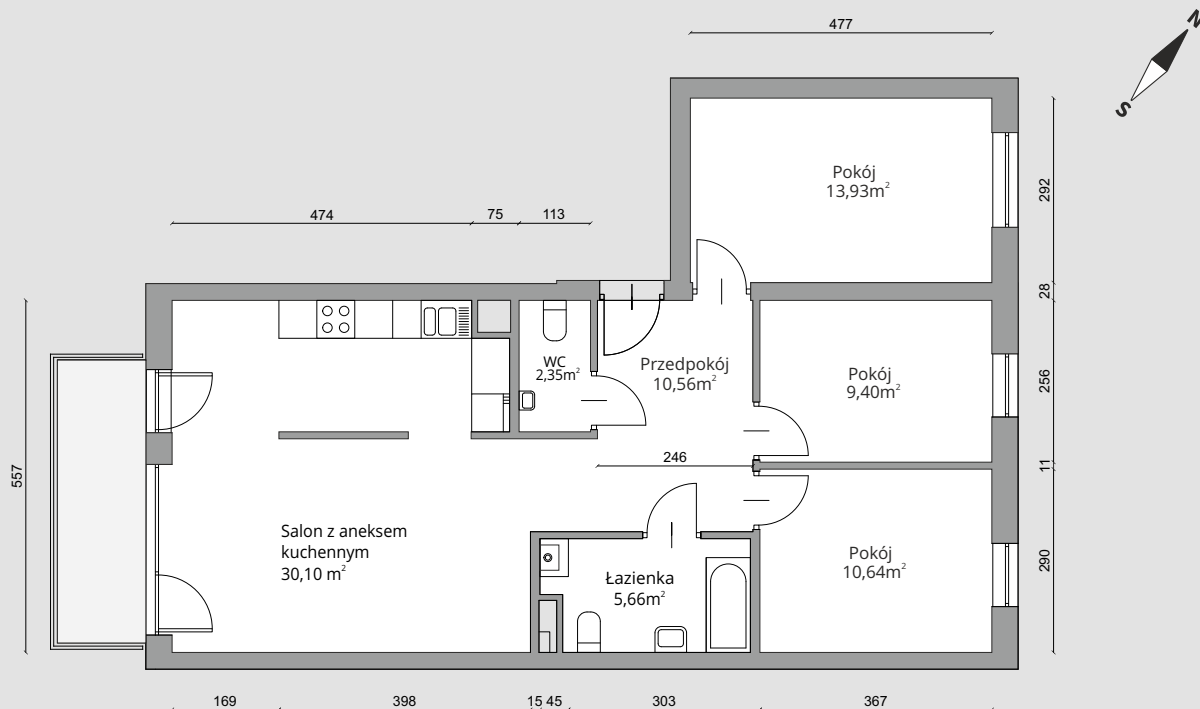 477
N
S
Pokój
13,93m²
292
474
75
113
28
WC
2,35m²
Przedpokój
10,56m²
Pokój
9,40m²
256
557
246
11
Salon z aneksem
kuchennym
30,10 m²
Łazienka
5,66m²
Pokój
10,64m²
290
169
398
15 45
303
367